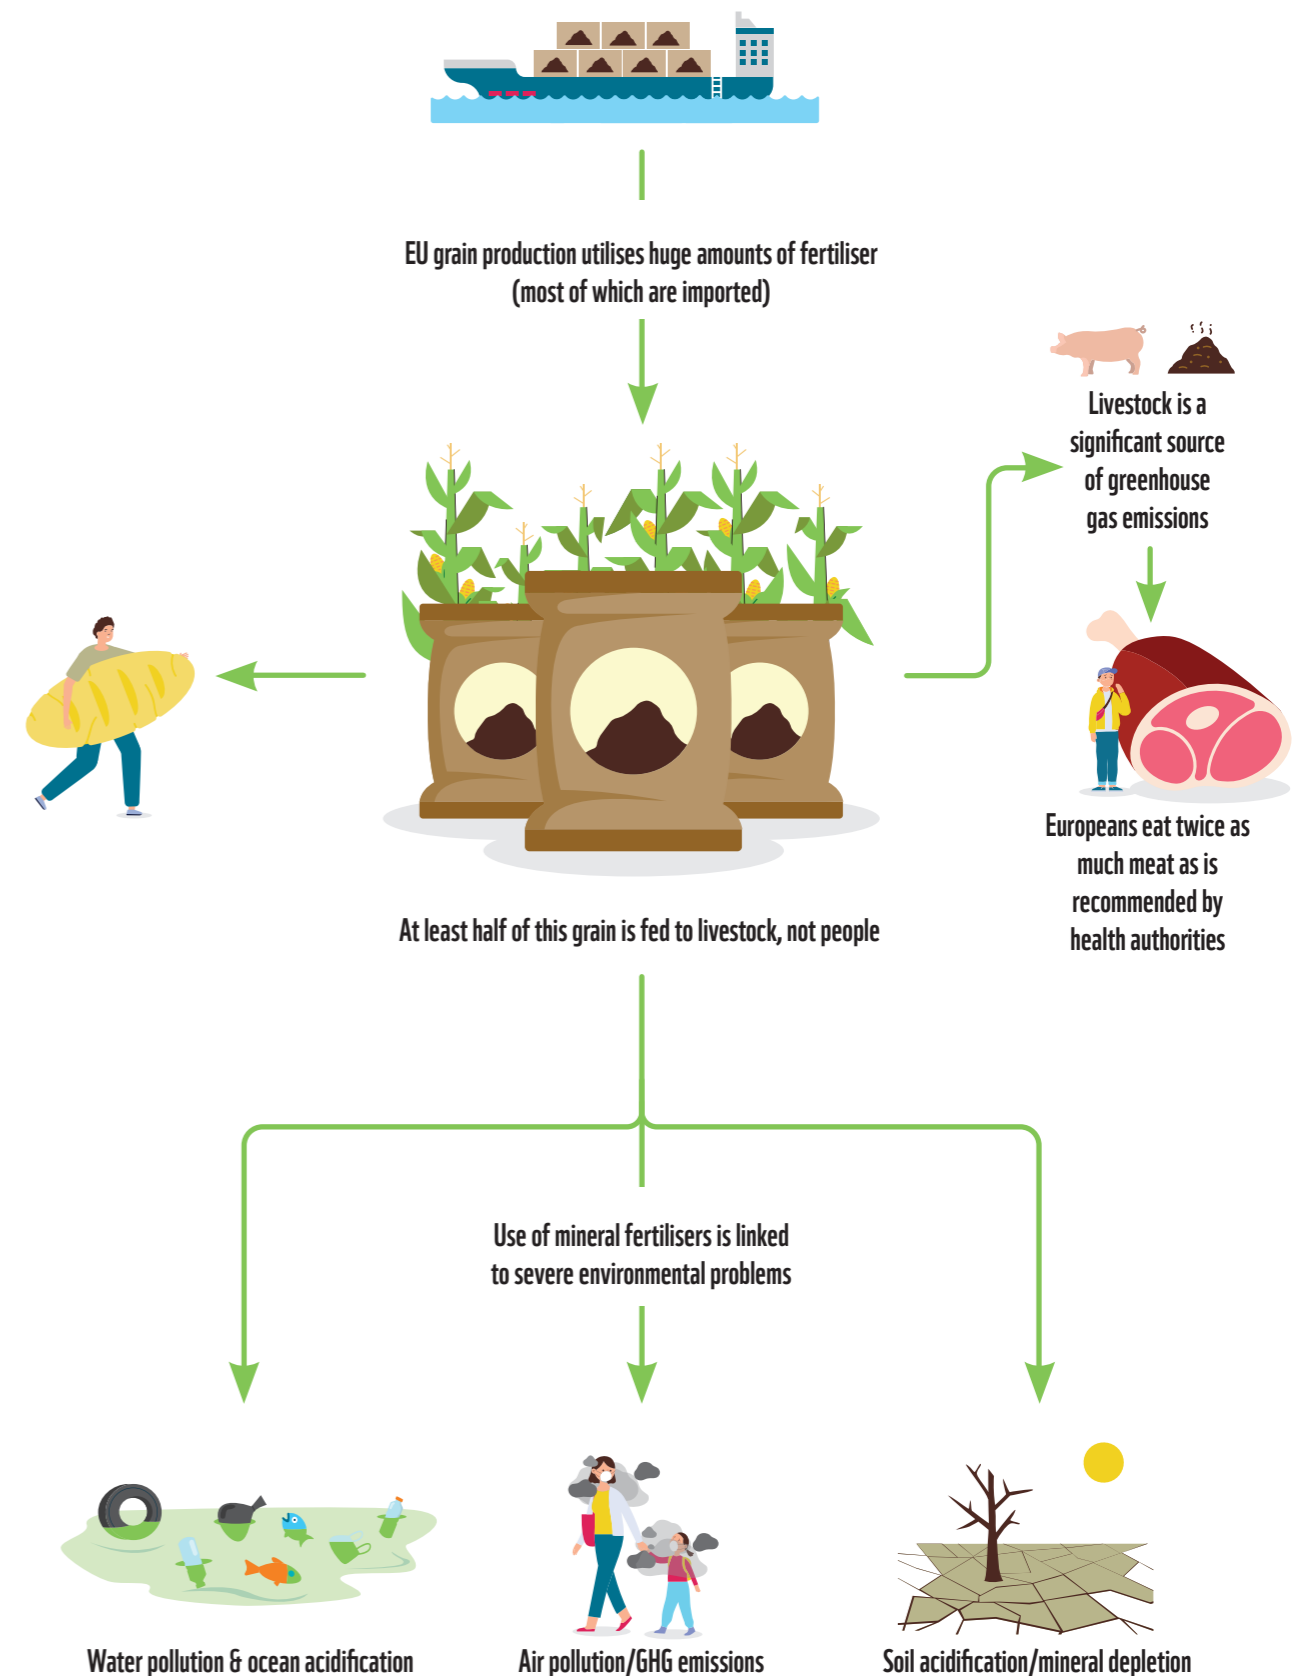 EU grain production utilises huge amounts of fertiliser
(most of which are imported)
Livestock is a
significant source
of greenhouse
gas emissions
Europeans eat twice as
much meat as is
recommended by
health authorities
At least half of this grain is fed to livestock, not people
Use of mineral fertilisers is linked
to severe environmental problems
Water pollution & ocean acidification
Air pollution/GHG emissions
Soil acidification/mineral depletion